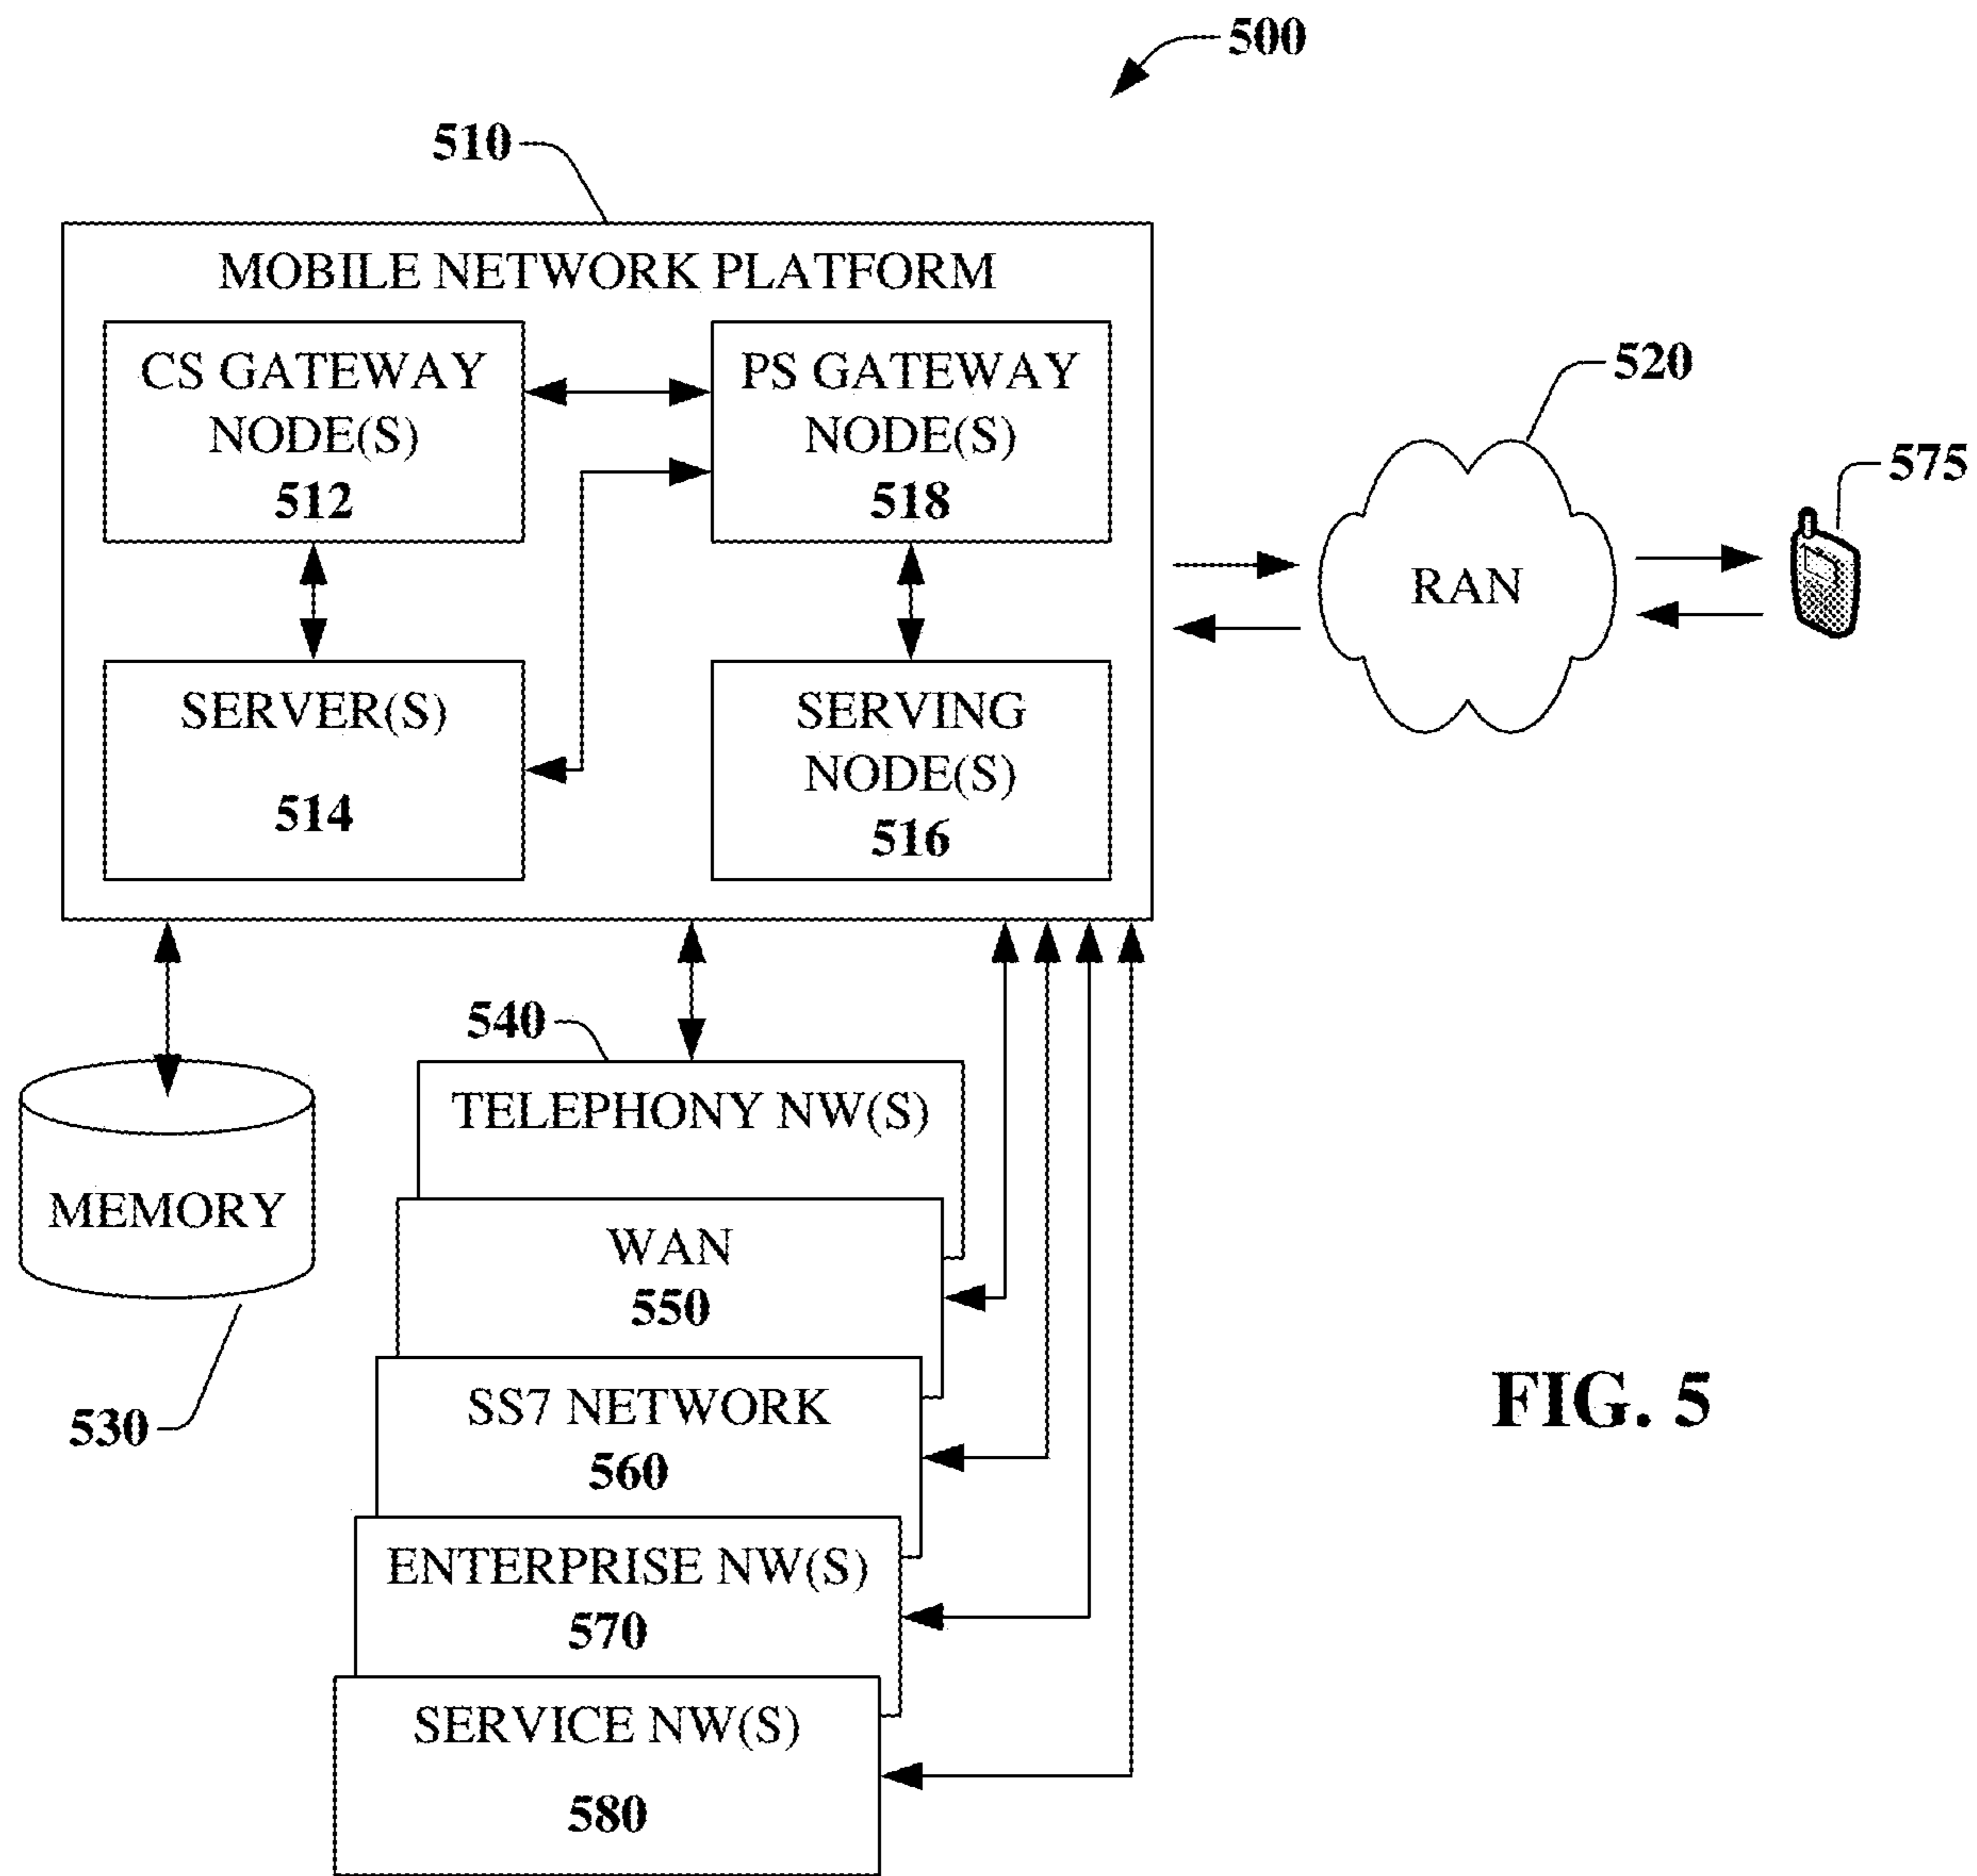 500
510
MOBILE NETWORK PLATFORM
CS GATEWAY
NODE(S)
512
PS GATEWAY
NODE(S)
518
SERVER(S)
514
SERVING
NODE(S)
516
520
RAN
575
540
TELEPHONY NW(S)
MEMORY
530
WAN
550
SS7 NETWORK
560
ENTERPRISE NW(S)
570
SERVICE NW(S)
580
FIG. 5